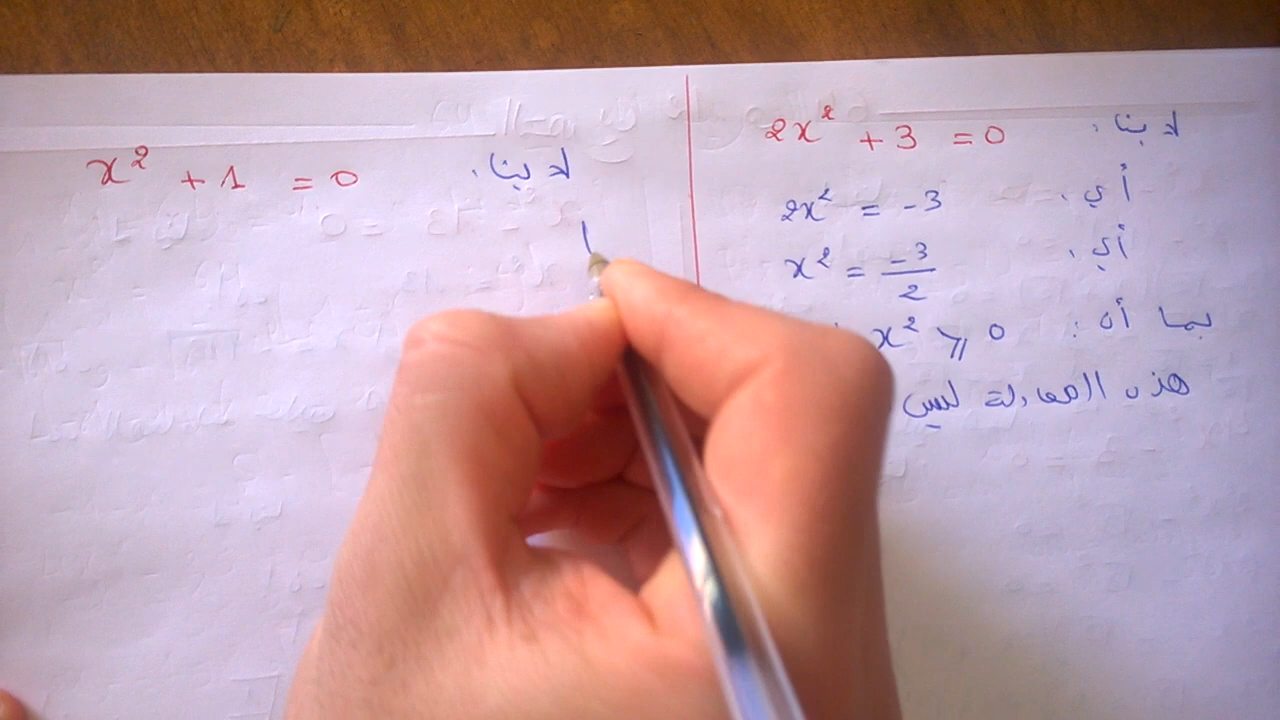 لدينا: 2x² + 3 = 0
أي: 2x² = -3
أي: x² = -3/2
بما أن: x² ⩾ 0
هذه المعادلة ليس
لدينا: x² + 1 = 0